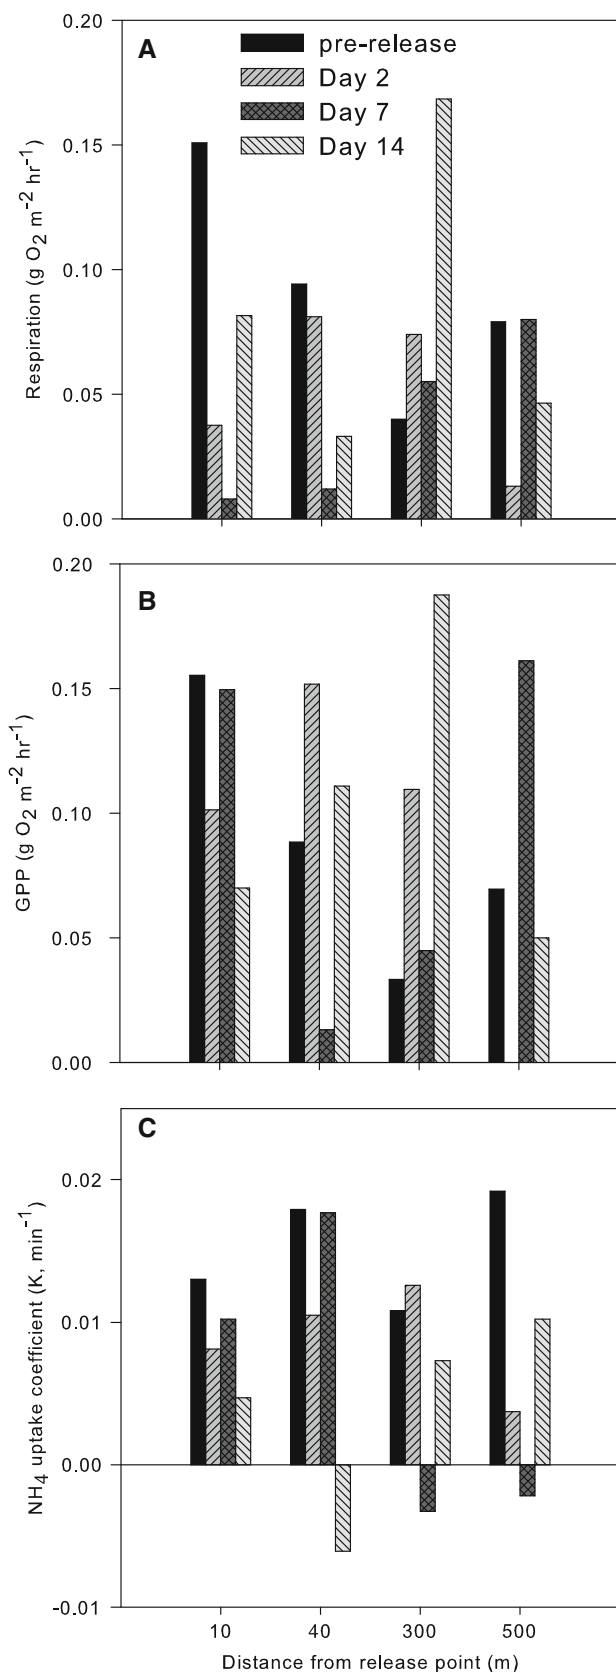 A
pre-release
Day 2
Day 7
Day 14
0.20
0.15
0.10
0.05
0.00
Respiration (g O₂ m⁻² hr⁻¹)
B
0.20
0.15
0.10
0.05
0.00
GPP (g O₂ m⁻² hr⁻¹)
C
0.02
0.01
0.00
-0.01
NH₄ uptake coefficient (K, min⁻¹)
10 40 300 500
Distance from release point (m)